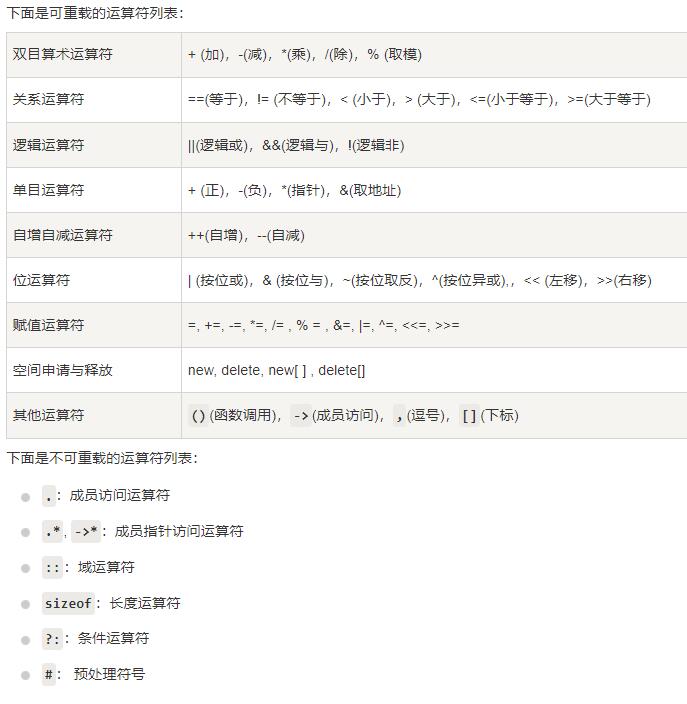 下面是可重载的运算符列表：
双目算术运算符 + (加)，-(减)，*(乘)，/(除)，% (取模)
关系运算符 ==(等于)，!= (不等于)，< (小于)，> (大于)，<=(小于等于)，>=(大于等于)
逻辑运算符 ||(逻辑或)，&&(逻辑与)，!(逻辑非)
单目运算符 + (正)，-(负)，*(指针)，&(取地址)
自增自减运算符 ++(自增)，--(自减)
位运算符 | (按位或)，& (按位与)，~(按位取反)，^(按位异或),，<< (左移)，>>(右移)
赋值运算符 =, +=, -=, *=, /= , % = , &=, |=, ^=, <<=, >>=
空间申请与释放 new, delete, new[ ] , delete[]
其他运算符 ()(函数调用)，->(成员访问)，,(逗号)，[](下标)
下面是不可重载的运算符列表：
.：成员访问运算符
.*, ->*：成员指针访问运算符
::：域运算符
sizeof：长度运算符
?:：条件运算符
#： 预处理符号